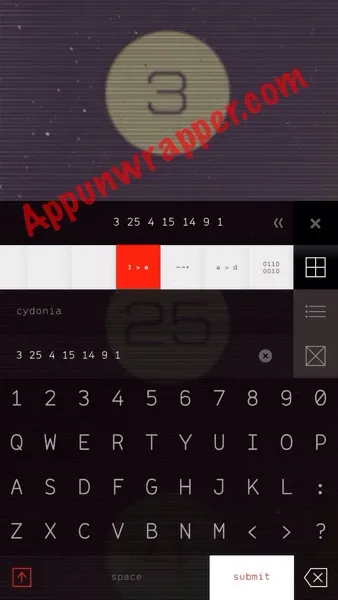 3
Appunwrapper.com
3 25 4 15 14 9 1 « ×
1 > a a > d 0110
0010
cydonia
25
3 25 4 15 14 9 1
1 2 3 4 5 6 7 8 9 0
Q W E R T Y U I O P
A S D F G H J K L :
Z X C V B N M < > ?
space submit